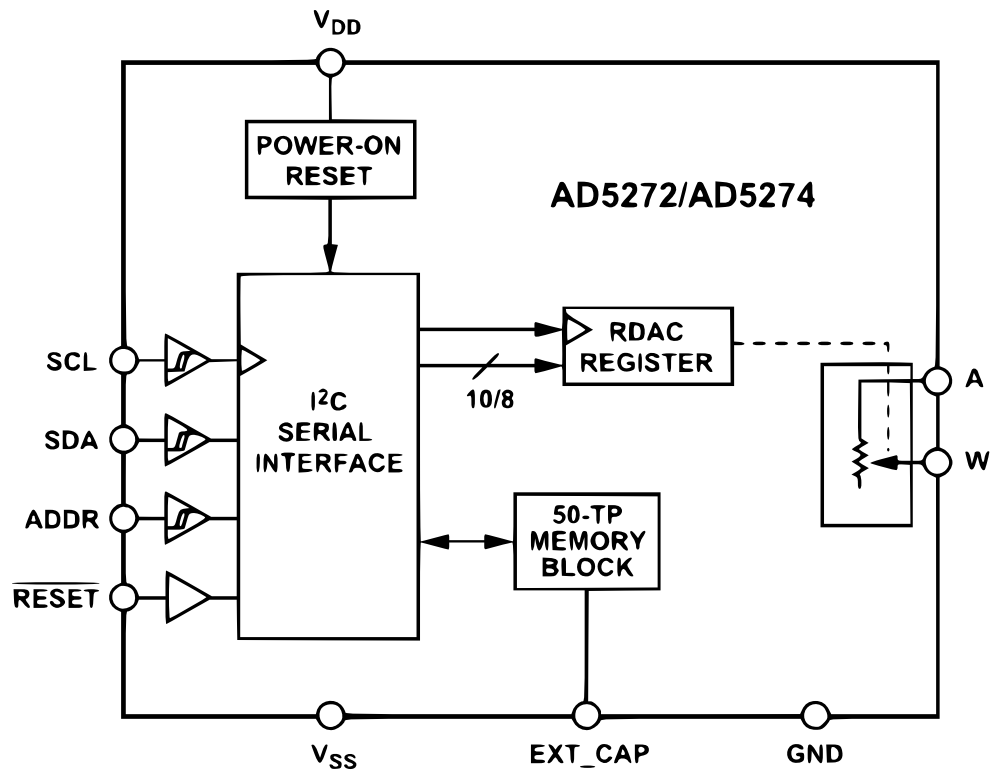 VDD
POWER-ON
RESET
AD5272/AD5274
SCL
SDA
ADDR
RESET
I²C
SERIAL
INTERFACE
10/8
RDAC
REGISTER
A
W
50-TP
MEMORY
BLOCK
VSS
EXT_CAP
GND